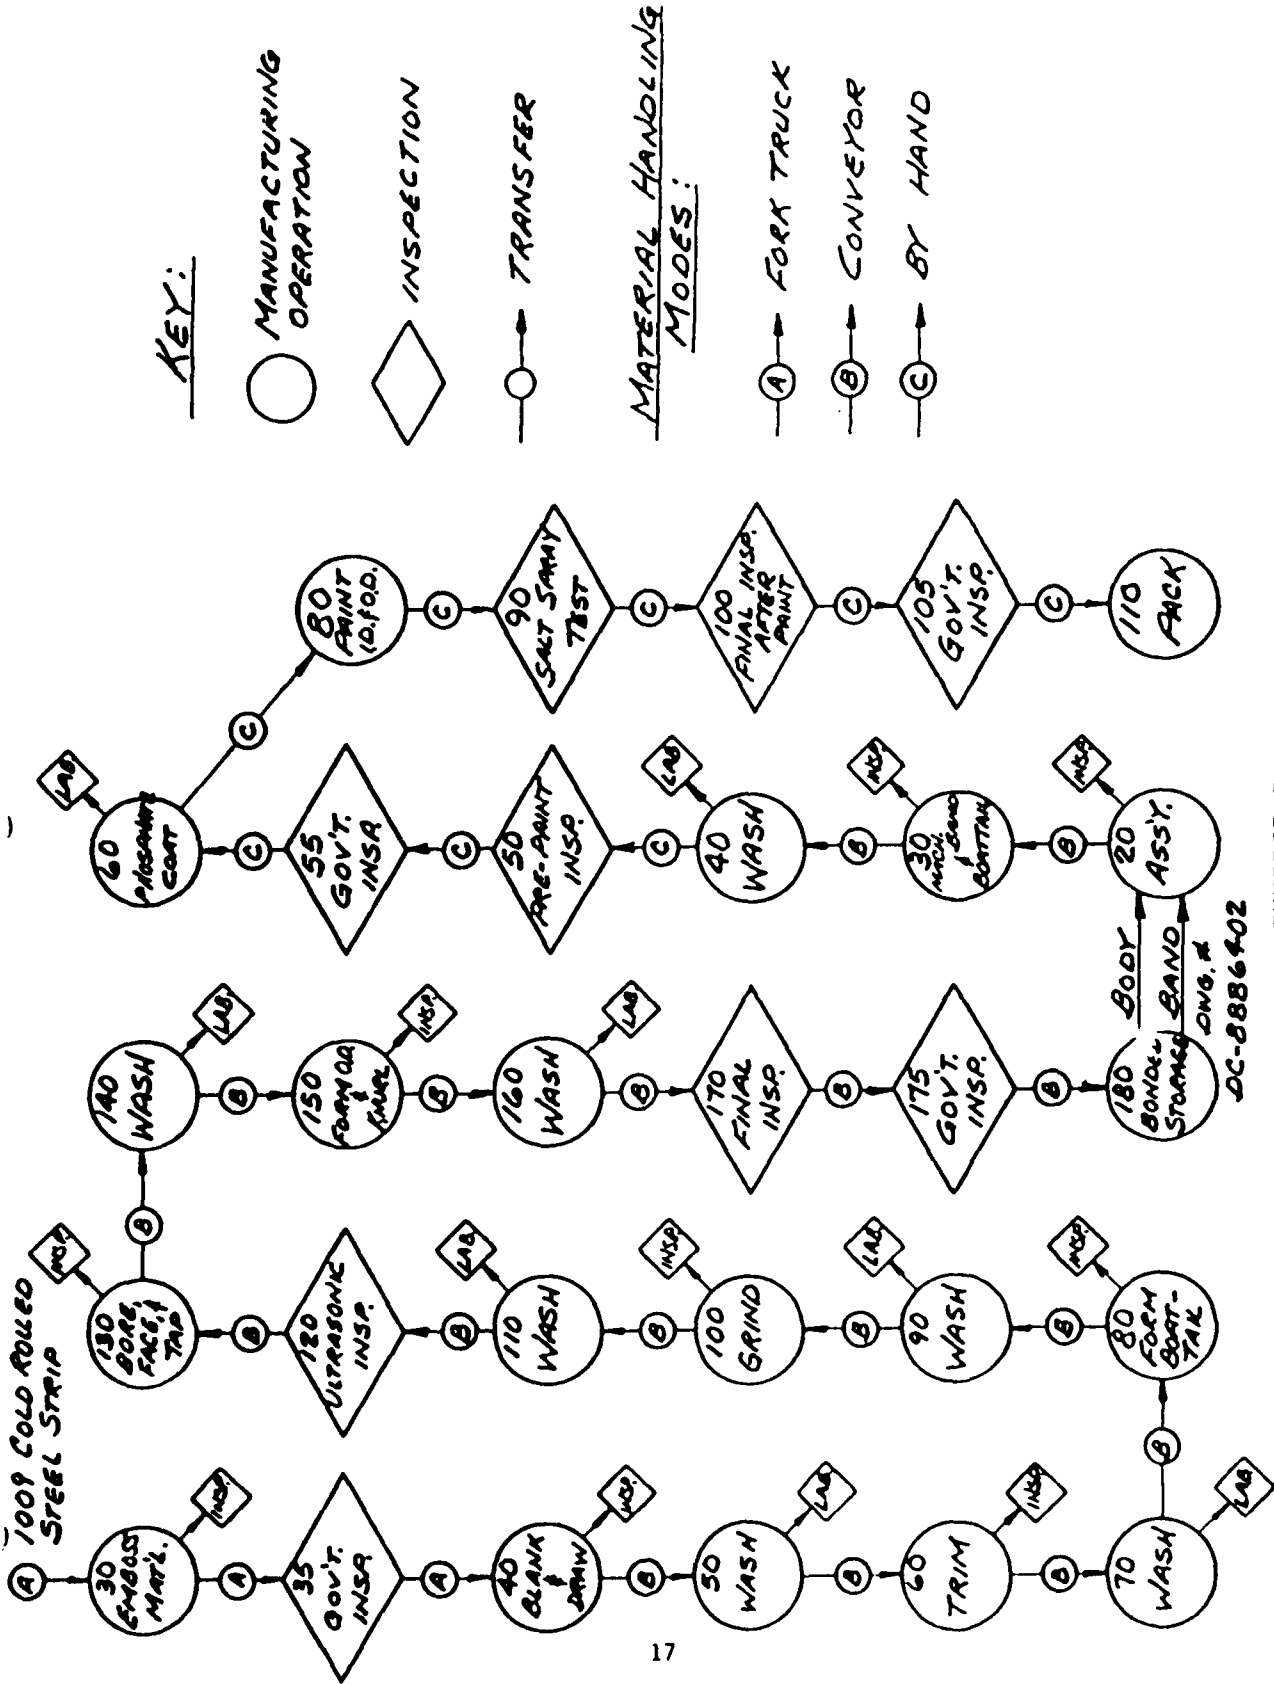 1009 COLD ROLLED
STEEL STRIP
A
30
EMBOSS
MAT'L.
INSP.
A
35
GOV'T.
INSP.
A
40
BLANK
&
DRAW
INSP.
B
50
WASH
LAB.
B
60
TRIM
INSP.
B
70
WASH
LAB
B
80
FORM
BOAT-
TAIL
INSP.
B
90
WASH
LAB.
B
100
GRIND
INSP.
B
110
WASH
LAB.
B
120
ULTRASONIC
INSP.
B
130
BORE,
FACE, &
TAP
INSP.
B
140
WASH
LAB.
B
150
FORM O.D.
&
KNURL
INSP.
B
160
WASH
LAB
B
170
FINAL
INSP.
B
175
GOV'T.
INSP.
B
180
BONDED
STORAGE
BODY
BAND
DWG. #
DC-8886402
20
ASS'Y.
INSP.
B
30
MACH.
& BAND
BOATTAIL
INSP.
B
40
WASH
LAB
C
50
PRE-PAINT
INSP.
C
55
GOV'T.
INSP.
C
60
PHOSPHATE
COAT
LAB.
C
80
PAINT
I.D. & O.D.
C
90
SALT SPRAY
TEST
C
100
FINAL INSP.
AFTER
PAINT
C
105
GOV'T.
INSP.
C
110
PACK
KEY:
MANUFACTURING
OPERATION
INSPECTION
TRANSFER
MATERIAL HANDLING
MODES:
A FORK TRUCK
B CONVEYOR
C BY HAND
17